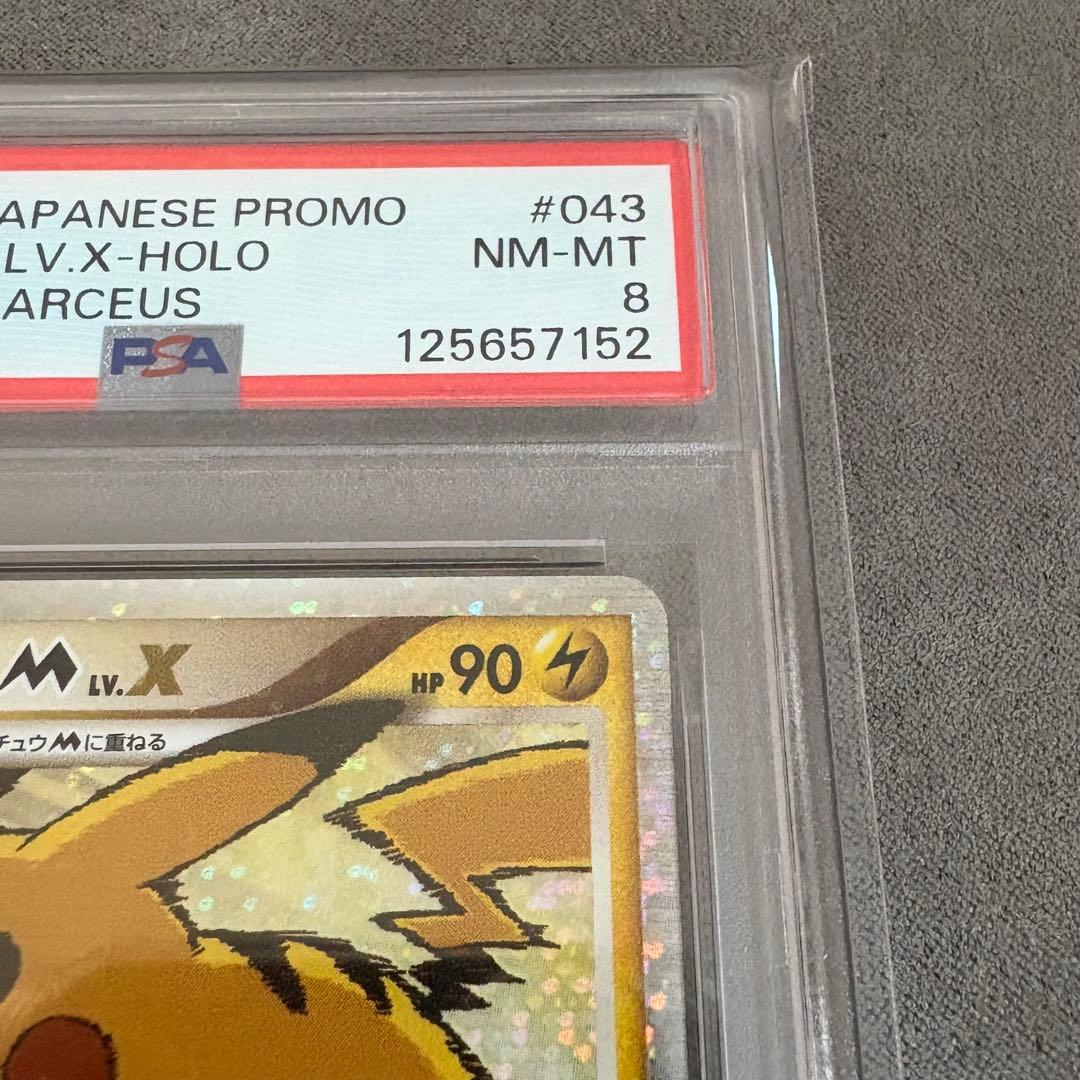 APANESE PROMO #043
LV.X-HOLO NM-MT
ARCEUS 8
PSA 125657152
M LV.X HP 90
チュウMに重ねる